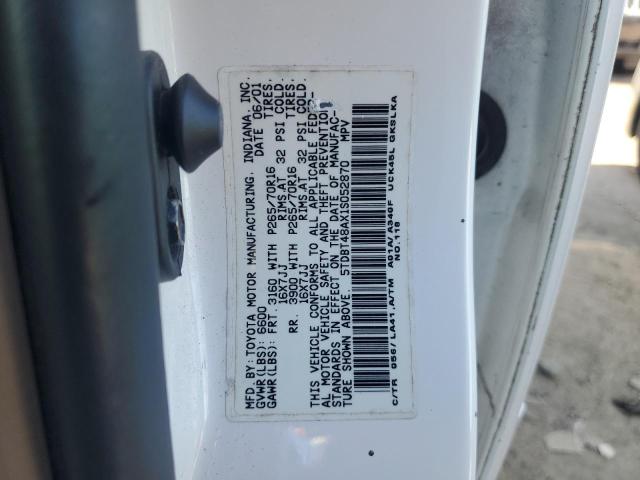 MFD. BY: TOYOTA MOTOR MANUFACTURING, INDIANA, INC.
GVWR(LBS): 6600 DATE 06/01
GAWR(LBS): FRT. 3160 WITH P265/70R16 TIRES,
16X7JJ RIMS,AT 32 PSI COLD.
RR. 3900 WITH P265/70R16 TIRES,
16X7JJ RIMS,AT 32 PSI COLD.
THIS VEHICLE CONFORMS TO ALL APPLICABLE FEDER-
AL MOTOR VEHICLE SAFETY AND THEFT PREVENTION
STANDARDS IN EFFECT ON THE DATE OF MANUFAC-
TURE SHOWN ABOVE. 5TDBT48AX1S052870 MPV
C/TR 056/LA41.A/TM A01A/A340F UCK45L GKSLKA
NO.118